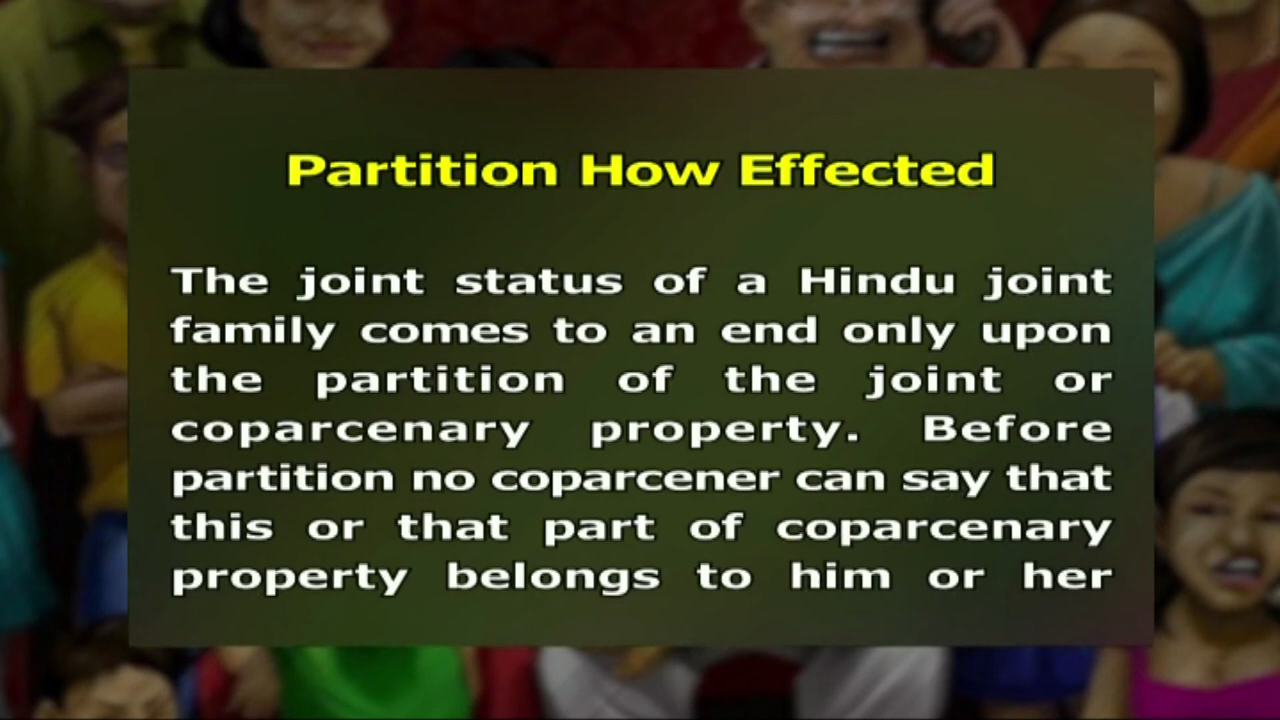 Partition How Effected
The joint status of a Hindu joint
family comes to an end only upon
the partition of the joint or
coparcenary property. Before
partition no coparcener can say that
this or that part of coparcenary
property belongs to him or her